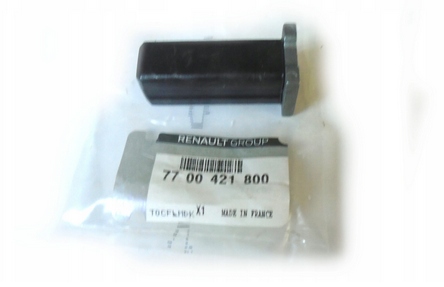 RENAULT GROUP
77 00 421 800
X1 MADE IN FRANCE